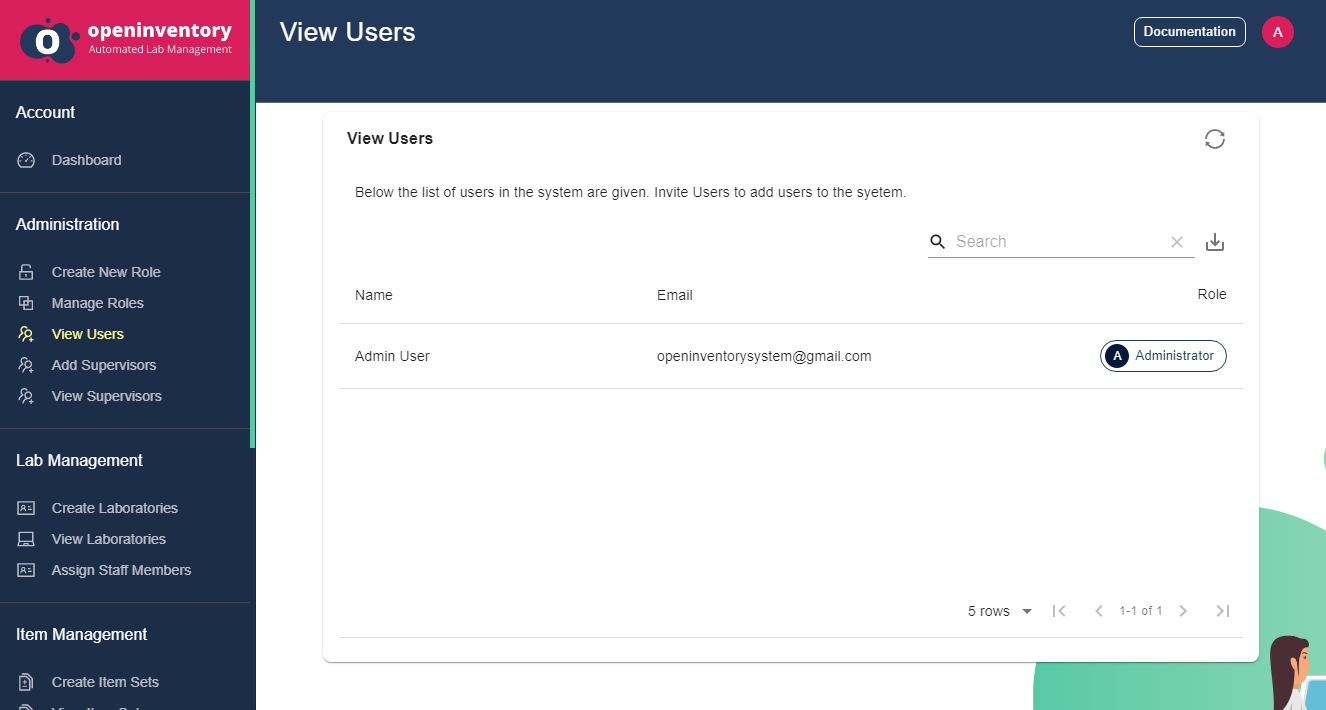 openinventory
Automated Lab Management
View Users
Documentation
A
Account
Dashboard
Administration
Create New Role
Manage Roles
View Users
Add Supervisors
View Supervisors
Lab Management
Create Laboratories
View Laboratories
Assign Staff Members
Item Management
Create Item Sets
View Users
Below the list of users in the system are given. Invite Users to add users to the syetem.
Search
Name Email Role
Admin User openinventorysystem@gmail.com A Administrator
5 rows 1-1 of 1